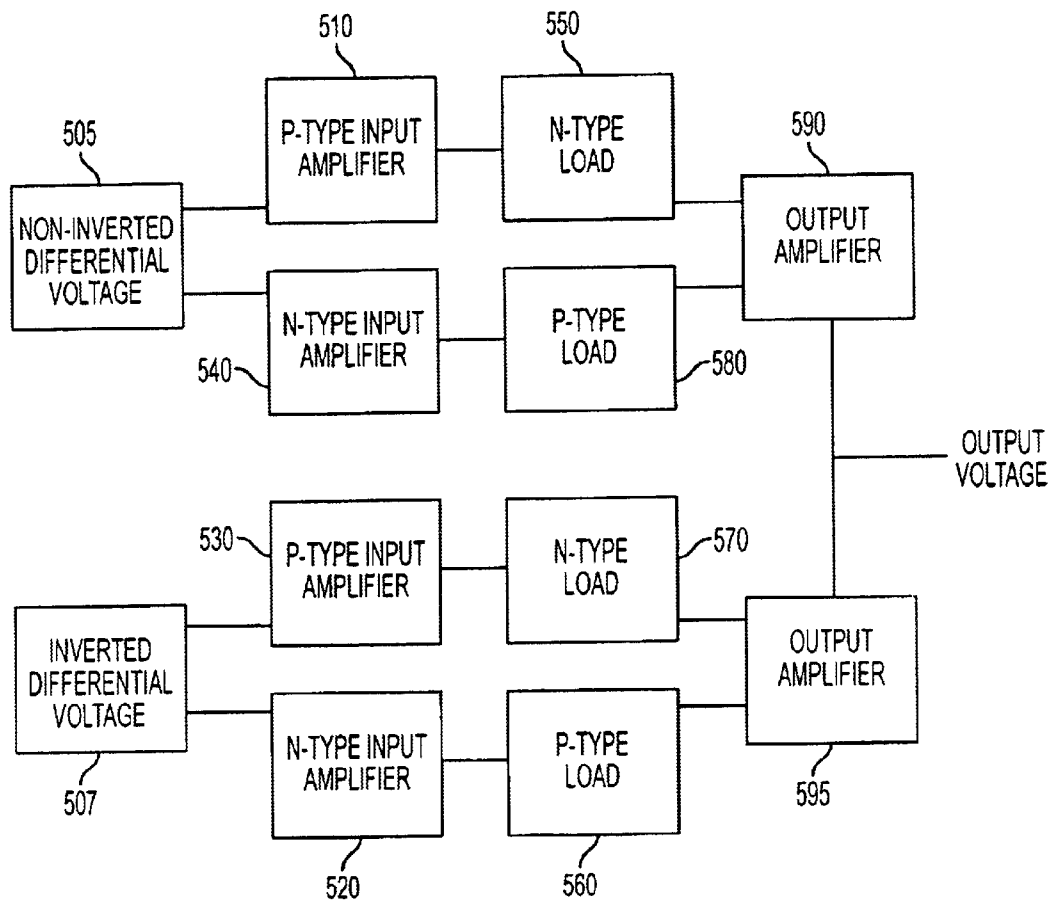 510
550
505
590
P-TYPE INPUT
AMPLIFIER
N-TYPE
LOAD
NON-INVERTED
DIFFERENTIAL
VOLTAGE
OUTPUT
AMPLIFIER
N-TYPE INPUT
AMPLIFIER
P-TYPE
LOAD
540
580
OUTPUT
VOLTAGE
530
P-TYPE INPUT
AMPLIFIER
N-TYPE
LOAD
570
INVERTED
DIFFERENTIAL
VOLTAGE
OUTPUT
AMPLIFIER
N-TYPE INPUT
AMPLIFIER
P-TYPE
LOAD
507
595
520
560